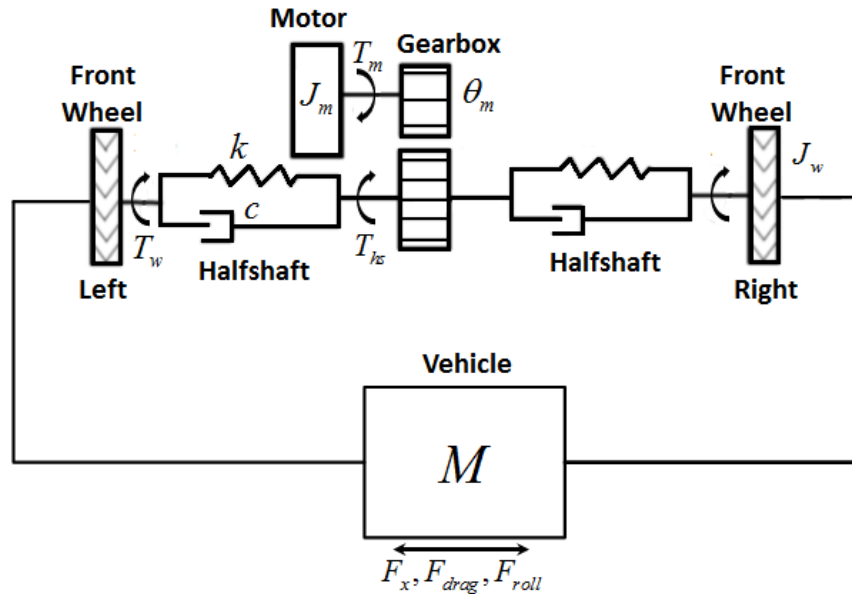 Motor
Front
Wheel
T_m
Gearbox
J_m
θ_m
Front
Wheel
k
J_w
c
T_w
Halfshaft
T_hs
Halfshaft
Left
Right
Vehicle
M
F_x, F_drag, F_roll